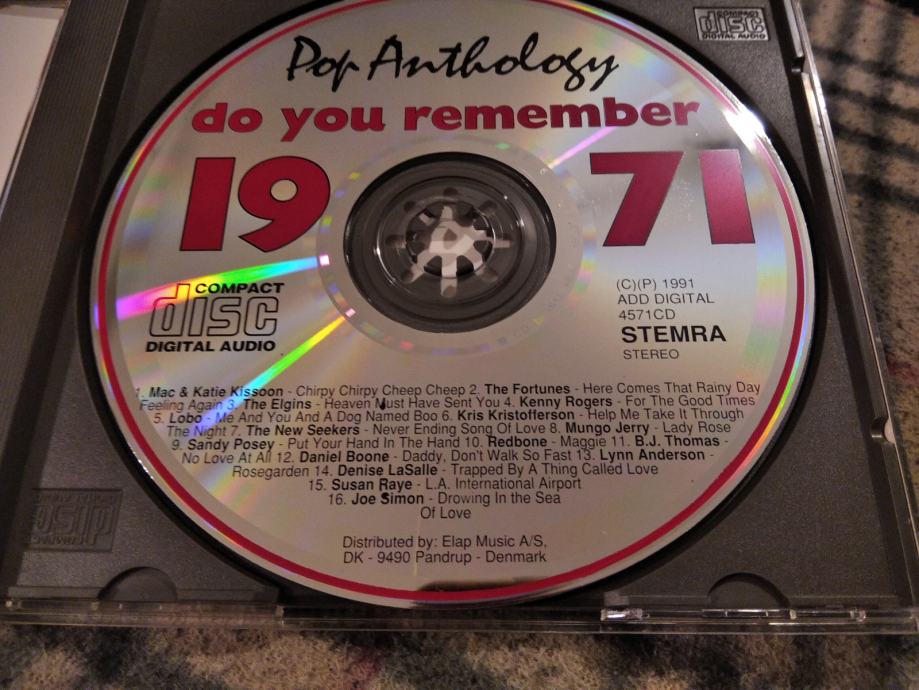 COMPACT
disc
DIGITAL AUDIO
Pop Anthology
do you remember
19 71
COMPACT
disc
DIGITAL AUDIO
(C)(P) 1991
ADD DIGITAL
4571CD
STEMRA
STEREO
1. Mac & Katie Kissoon - Chirpy Chirpy Cheep Cheep 2. The Fortunes - Here Comes That Rainy Day
Feeling Again 3. The Elgins - Heaven Must Have Sent You 4. Kenny Rogers - For The Good Times
5. Lobo - Me And You And A Dog Named Boo 6. Kris Kristofferson - Help Me Take It Through
The Night 7. The New Seekers - Never Ending Song Of Love 8. Mungo Jerry - Lady Rose
9. Sandy Posey - Put Your Hand In The Hand 10. Redbone - Maggie 11. B.J. Thomas -
No Love At All 12. Daniel Boone - Daddy, Don't Walk So Fast 13. Lynn Anderson -
Rosegarden 14. Denise LaSalle - Trapped By A Thing Called Love
15. Susan Raye - L.A. International Airport
16. Joe Simon - Drowing In the Sea
Of Love
Distributed by: Elap Music A/S,
DK - 9490 Pandrup - Denmark